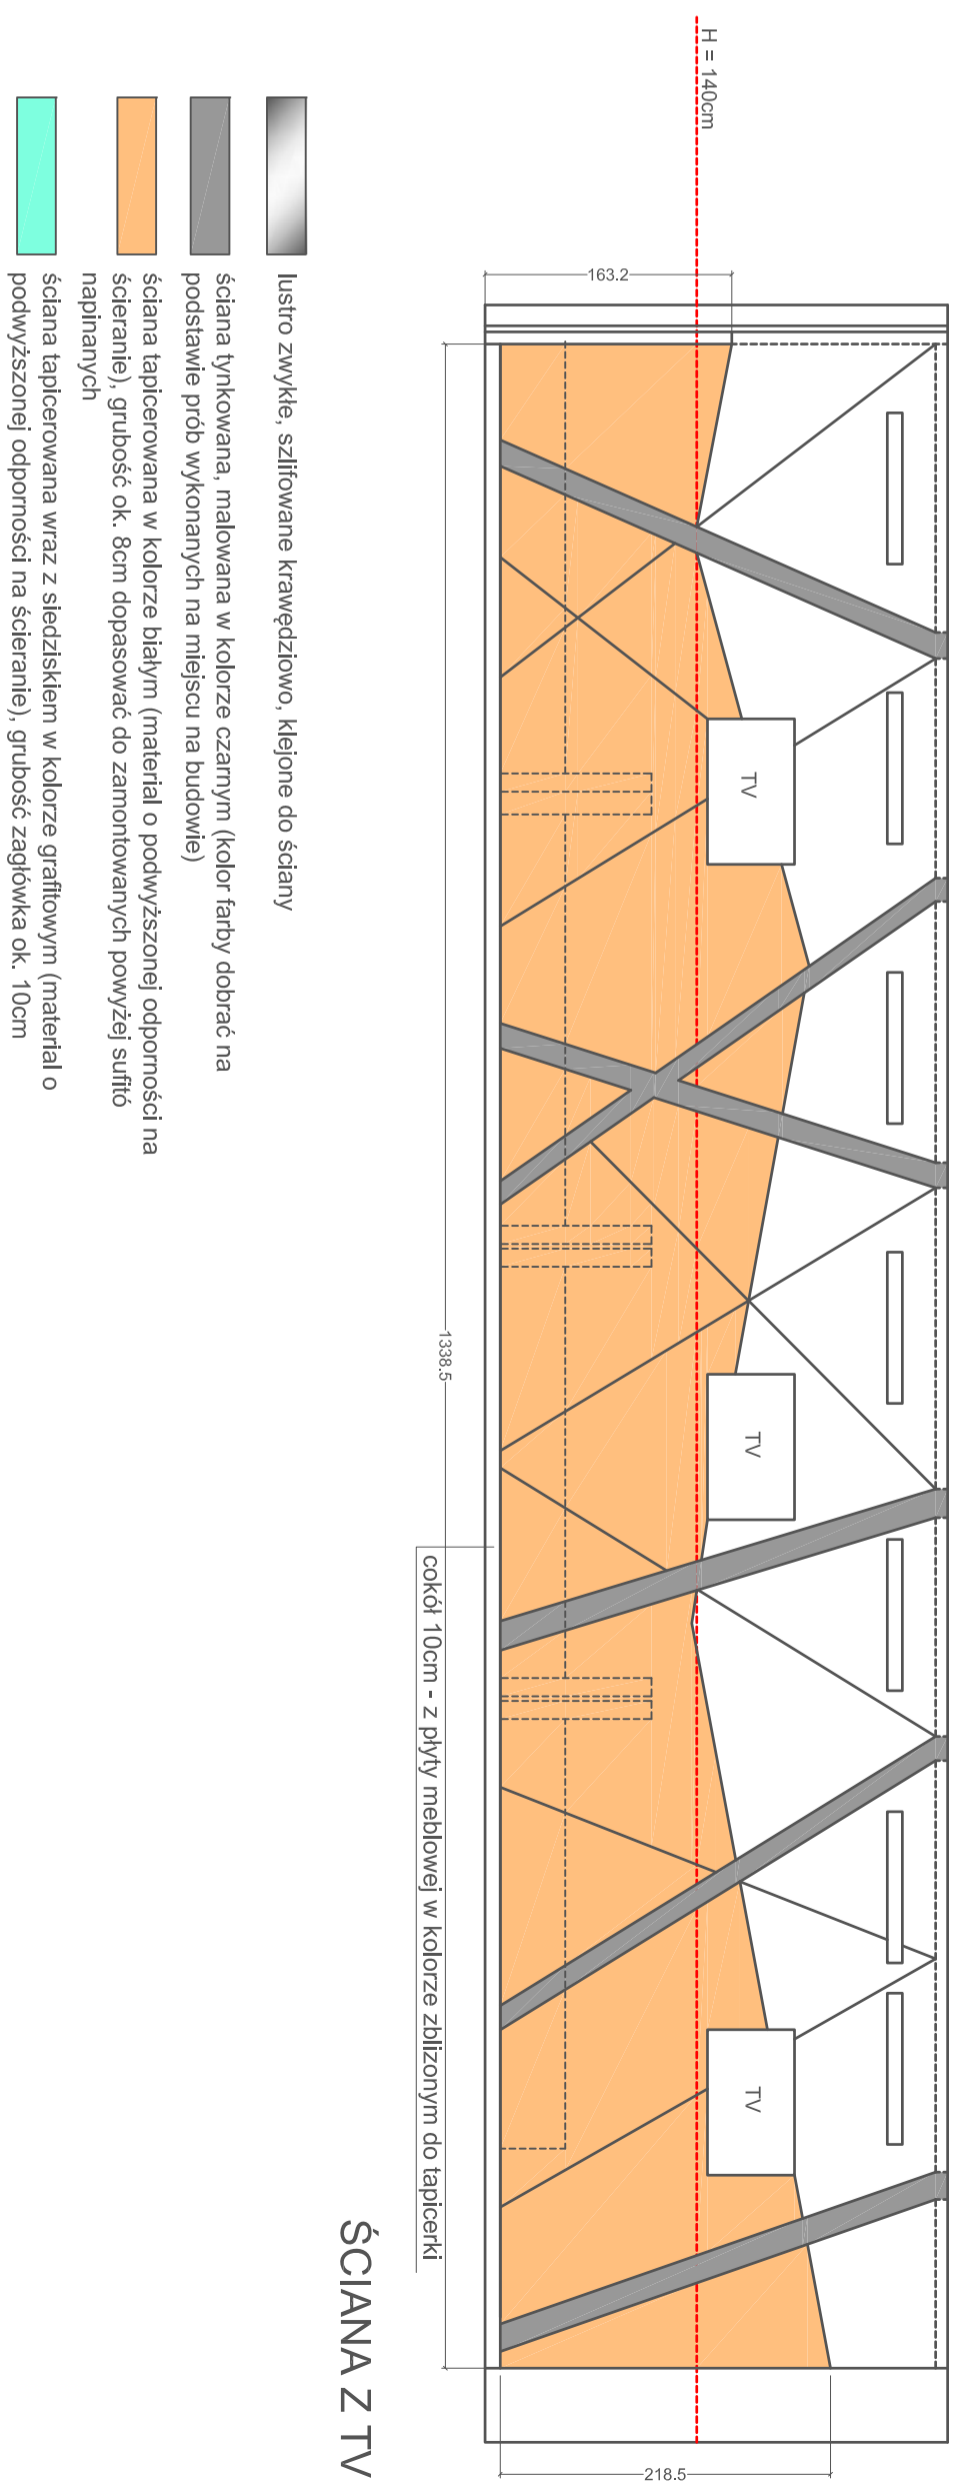 H = 140cm
163.2
TV
TV
TV
1338.5
218.5
cokół 10cm - z płyty meblowej w kolorze zblizonym do tapicerki
ŚCIANA Z TV
lustro zwykłe, szlifowane krawędziowo, klejone do ściany
ściana tynkowana, malowana w kolorze czarnym (kolor farby dobrać na
podstawie prób wykonanych na miejscu na budowie)
ściana tapicerowana w kolorze białym (material o podwyższonej odporności na
ścieranie), grubość ok. 8cm dopasować do zamontowanych powyżej sufitó
napinanych
ściana tapicerowana wraz z siedziskiem w kolorze grafitowym (material o
podwyższonej odporności na ścieranie), grubość zagłówka ok. 10cm